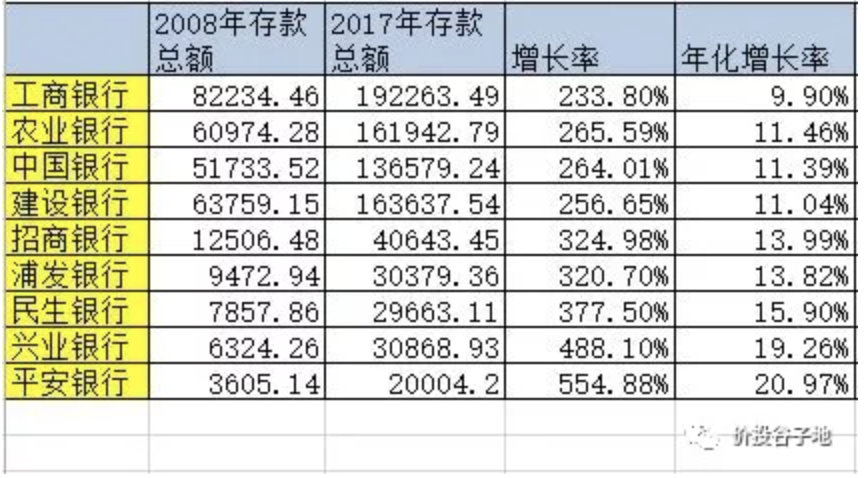 2008年存款总额 2017年存款总额 增长率 年化增长率
工商银行 82234.46 192263.49 233.80% 9.90%
农业银行 60974.28 161942.79 265.59% 11.46%
中国银行 51733.52 136579.24 264.01% 11.39%
建设银行 63759.15 163637.54 256.65% 11.04%
招商银行 12506.48 40643.45 324.98% 13.99%
浦发银行 9472.94 30379.36 320.70% 13.82%
民生银行 7857.86 29663.11 377.50% 15.90%
兴业银行 6324.26 30868.93 488.10% 19.26%
平安银行 3605.14 20004.2 554.88% 20.97%
价投谷子地